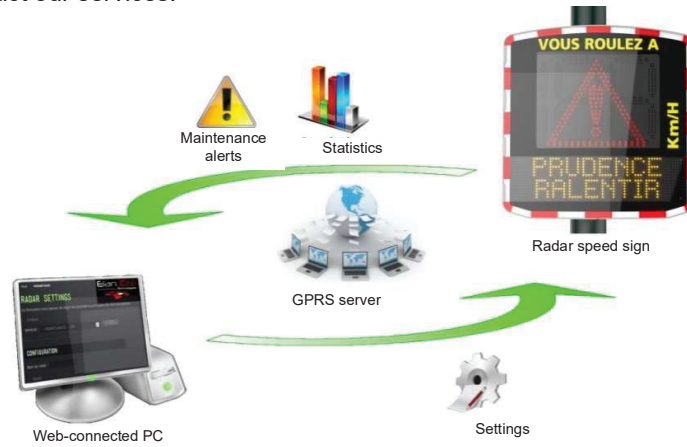 VOUS ROULEZ A
Km/H
PRUDENCE
RALENTIR
Maintenance
alerts
Statistics
Radar speed sign
GPRS server
RADAR SETTINGS
CONFIGURATION
Settings
Web-connected PC